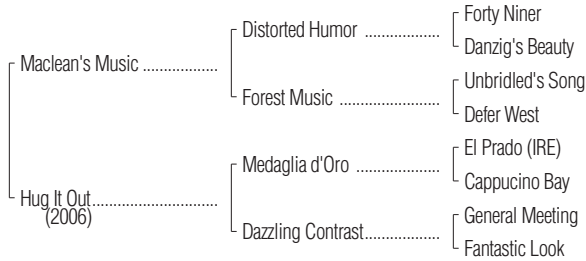 Forty Niner
Distorted Humor ..................
Danzig's Beauty
Maclean's Music ..................
Unbridled's Song
Forest Music ........................
Defer West
El Prado (IRE)
Medaglia d'Oro ....................
Cappucino Bay
Hug It Out..............................
(2006)
General Meeting
Dazzling Contrast..................
Fantastic Look